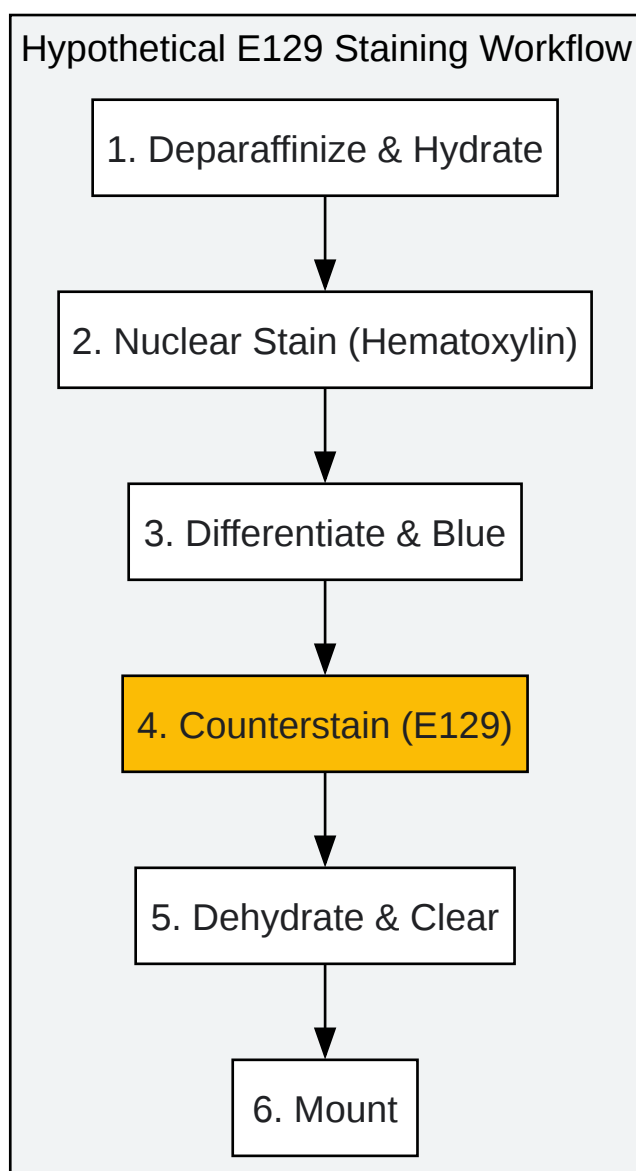 Hypothetical E129 Staining Workflow
1. Deparaffinize & Hydrate
2. Nuclear Stain (Hematoxylin)
3. Differentiate & Blue
4. Counterstain (E129)
5. Dehydrate & Clear
6. Mount